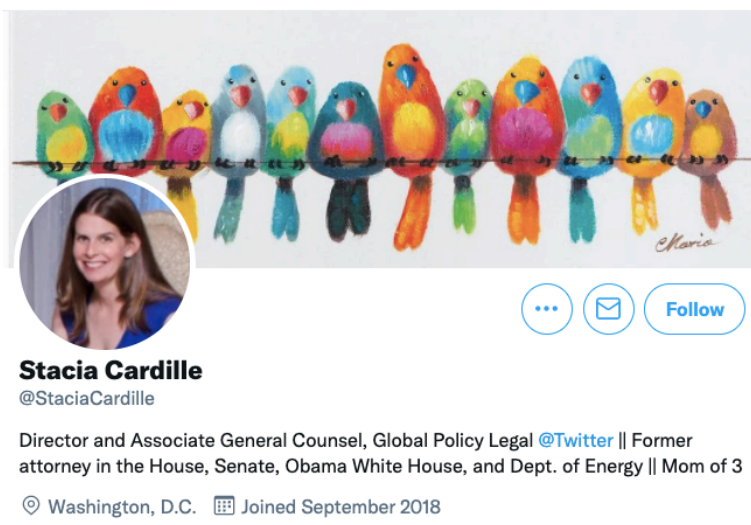 CMario
Follow
Stacia Cardille
@StaciaCardille
Director and Associate General Counsel, Global Policy Legal @Twitter || Former
attorney in the House, Senate, Obama White House, and Dept. of Energy || Mom of 3
Washington, D.C. Joined September 2018